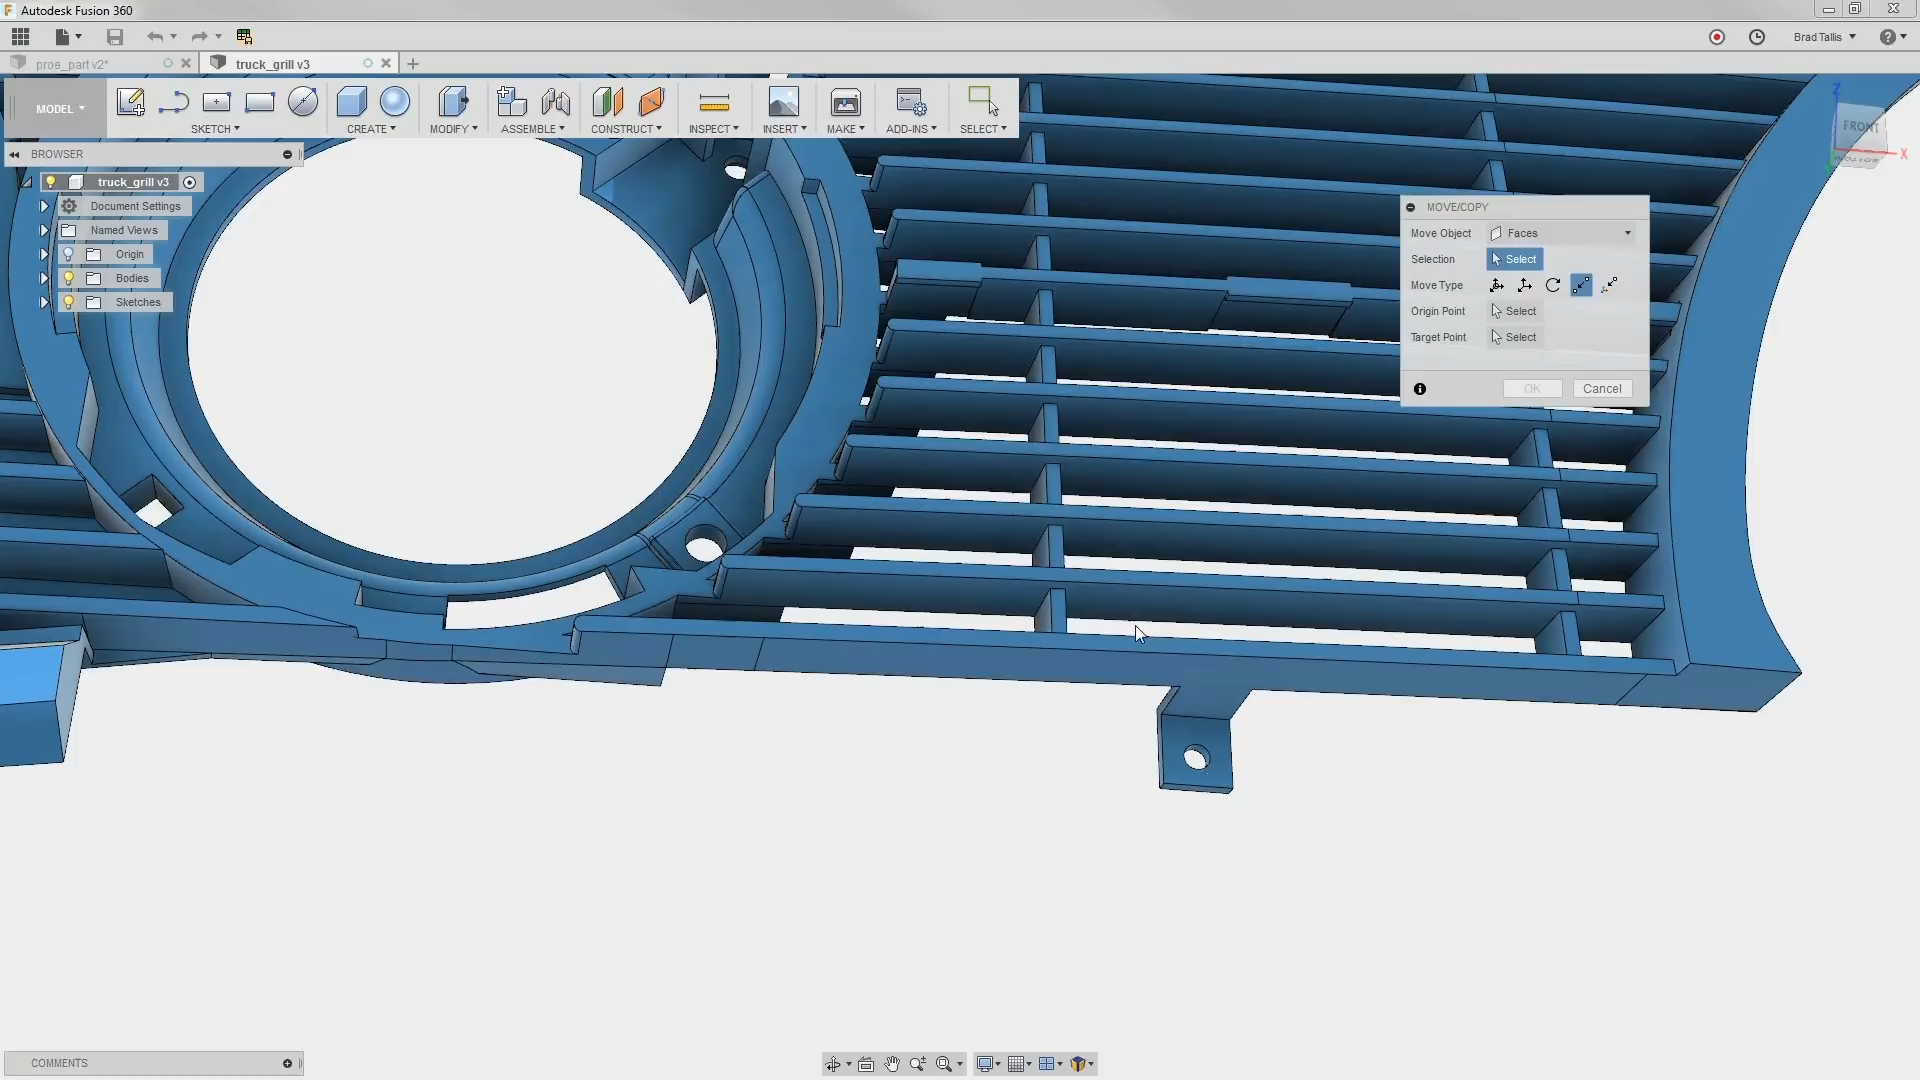 Autodesk Fusion 360
Brad Tallis
proe_part v2*
truck_grill v3
MODEL
SKETCH
CREATE
MODIFY
ASSEMBLE
CONSTRUCT
INSPECT
INSERT
MAKE
ADD-INS
SELECT
BROWSER
truck_grill v3
Document Settings
Named Views
Origin
Bodies
Sketches
Z
FRONT
BOTTOM
X
MOVE/COPY
Move Object Faces
Selection Select
Move Type
Origin Point Select
Target Point Select
OK Cancel
COMMENTS